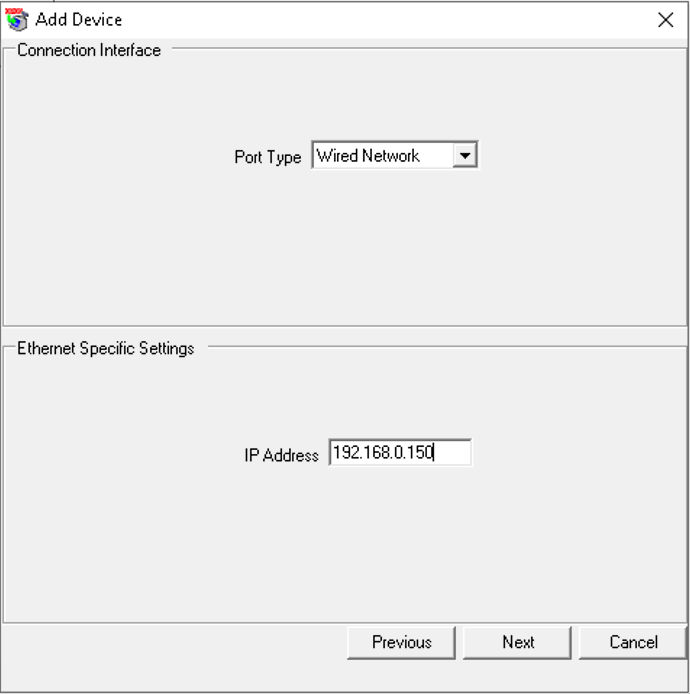 Add Device
Connection Interface
Port Type Wired Network
Ethernet Specific Settings
IP Address 192.168.0.150
Previous Next Cancel